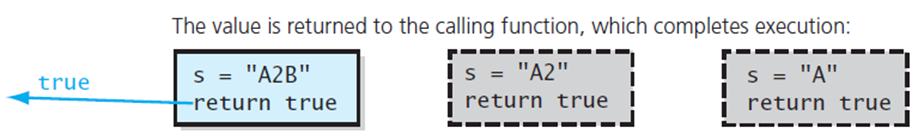 The value is returned to the calling function, which completes execution:
true
s = "A2B"
return true
s = "A2"
return true
s = "A"
return true